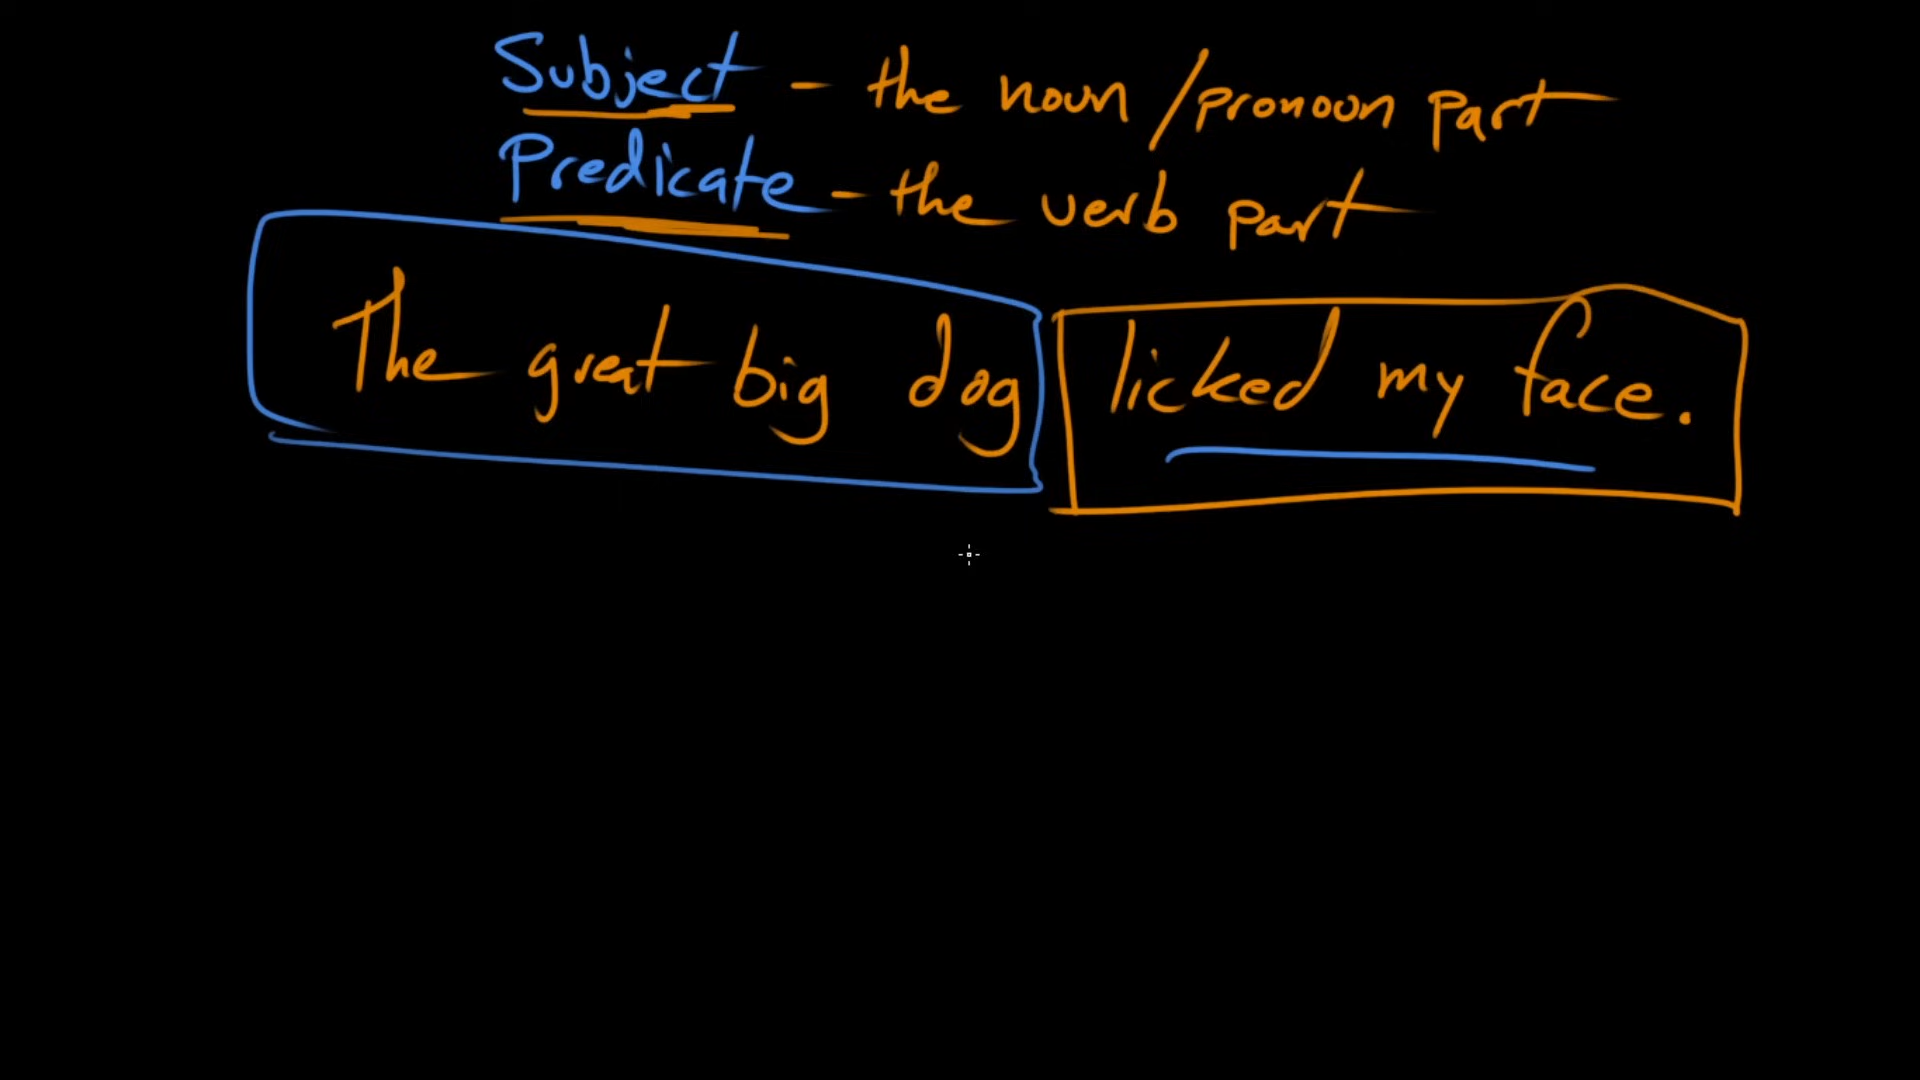 Subject - the noun/pronoun part
Predicate - the verb part
The great big dog licked my face.